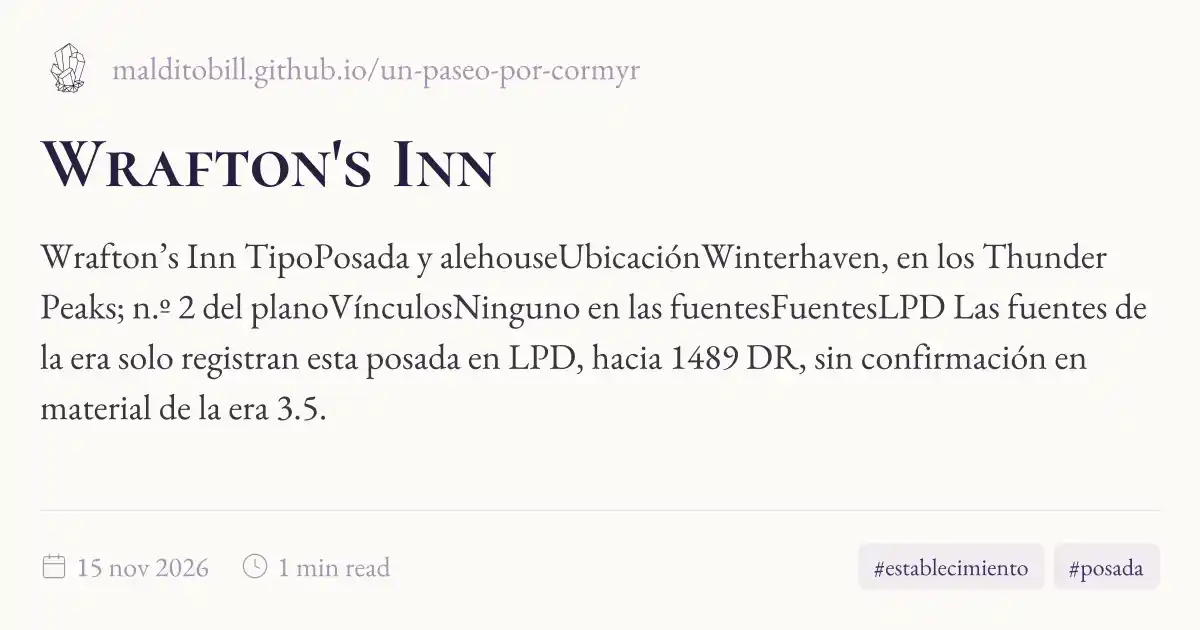 malditobill.github.io/un-paseo-por-cormyr
Wrafton's Inn
Wrafton’s Inn TipoPosada y alehouseUbicaciónWinterhaven, en los Thunder
Peaks; n.º 2 del planoVínculosNinguno en las fuentesFuentesLPD Las fuentes de
la era solo registran esta posada en LPD, hacia 1489 DR, sin confirmación en
material de la era 3.5.
15 nov 2026 1 min read #establecimiento #posada